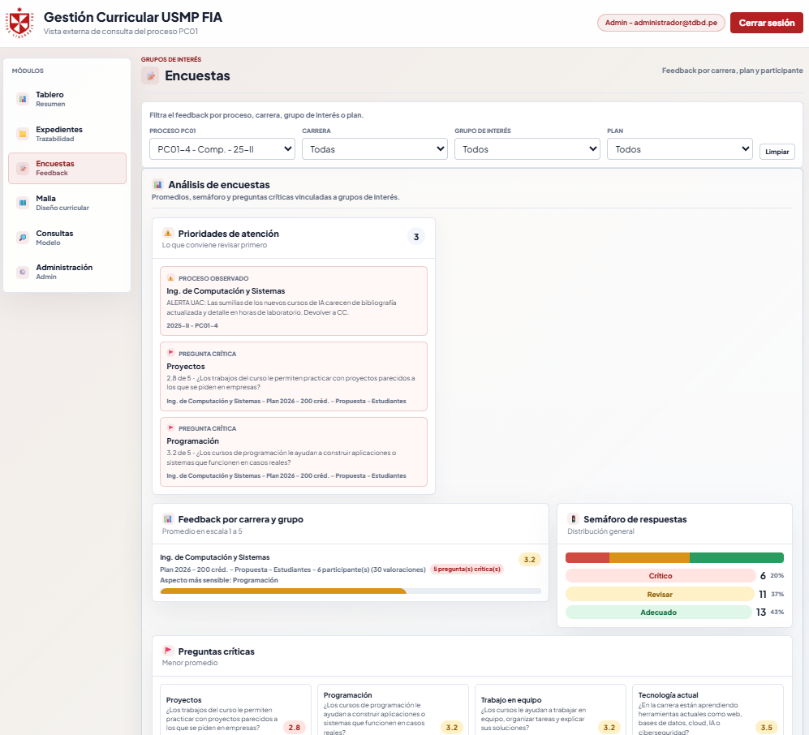 Gestión Curricular USMP FIA
Vista externa de consulta del proceso PC01
Admin - administrador@tdbd.pe
Cerrar sesión
MÓDULOS
Tablero
Resumen
Expedientes
Trazabilidad
Encuestas
Feedback
Malla
Diseño curricular
Consultas
Modelo
Administración
Admin
GRUPOS DE INTERÉS
Encuestas
Feedback por carrera, plan y participante
Filtra el feedback por proceso, carrera, grupo de interés o plan.
PROCESO PC01
CARRERA
GRUPO DE INTERÉS
PLAN
PC01-4 - Comp. - 25-II
Todas
Todos
Todos
Limpiar
Análisis de encuestas
Promedios, semáforo y preguntas críticas vinculadas a grupos de interés.
Prioridades de atención
Lo que conviene revisar primero
3
PROCESO OBSERVADO
Ing. de Computación y Sistemas
ALERTA UAC: Las sumillas de los nuevos cursos de IA carecen de bibliografía
actualizada y detalle en horas de laboratorio. Devolver a CC.
2025-II - PC01-4
PREGUNTA CRÍTICA
Proyectos
2.8 de 5 - ¿Los trabajos del curso le permiten practicar con proyectos parecidos a
los que se piden en empresas?
Ing. de Computación y Sistemas - Plan 2026 - 200 créd. - Propuesta - Estudiantes
PREGUNTA CRÍTICA
Programación
3.2 de 5 - ¿Los cursos de programación le ayudan a construir aplicaciones o
sistemas que funcionen en casos reales?
Ing. de Computación y Sistemas - Plan 2026 - 200 créd. - Propuesta - Estudiantes
Feedback por carrera y grupo
Promedio en escala 1 a 5
Ing. de Computación y Sistemas
3.2
Plan 2026 - 200 créd. - Propuesta - Estudiantes - 6 participante(s) (30 valoraciones)
5 pregunta(s) crítica(s)
Aspecto más sensible: Programación
Semáforo de respuestas
Distribución general
Crítico 6 20%
Revisar 11 37%
Adecuado 13 43%
Preguntas críticas
Menor promedio
Proyectos
¿Los trabajos del curso le permiten
practicar con proyectos parecidos a
los que se piden en empresas?
2.8
Programación
¿Los cursos de programación le
ayudan a construir aplicaciones o
sistemas que funcionen en casos
reales?
3.2
Trabajo en equipo
¿Los cursos le ayudan a trabajar en
equipo, organizar tareas y explicar
sus soluciones?
3.2
Tecnología actual
¿En la carrera están aprendiendo
herramientas actuales como web,
bases de datos, cloud, IA o
ciberseguridad?
3.5